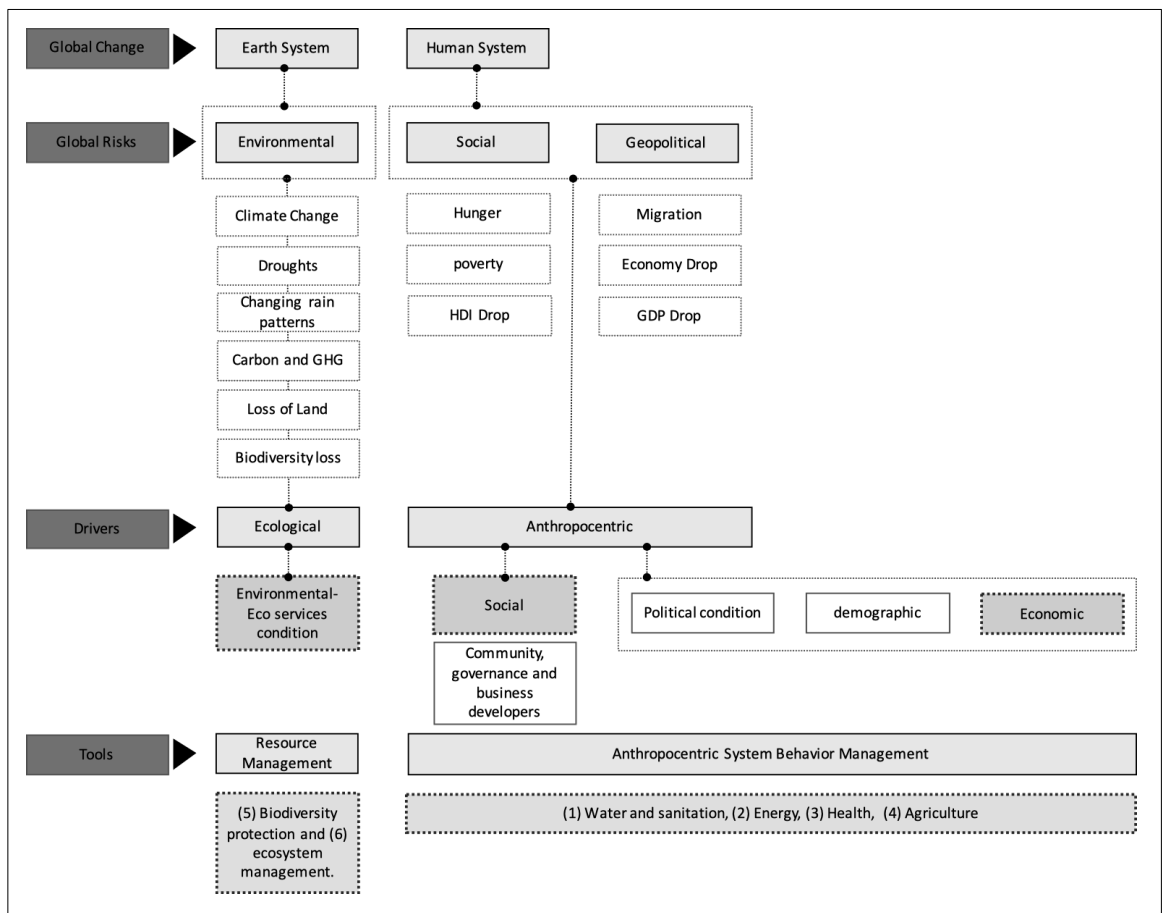 Global Change
Earth System
Human System
Global Risks
Environmental
Social
Geopolitical
Climate Change
Hunger
Migration
Droughts
poverty
Economy Drop
Changing rain
patterns
HDI Drop
GDP Drop
Carbon and GHG
Loss of Land
Biodiversity loss
Drivers
Ecological
Anthropocentric
Environmental-
Eco services
condition
Social
Political condition
demographic
Economic
Community,
governance and
business
developers
Tools
Resource
Management
Anthropocentric System Behavior Management
(5) Biodiversity
protection and (6)
ecosystem
management.
(1) Water and sanitation, (2) Energy, (3) Health, (4) Agriculture